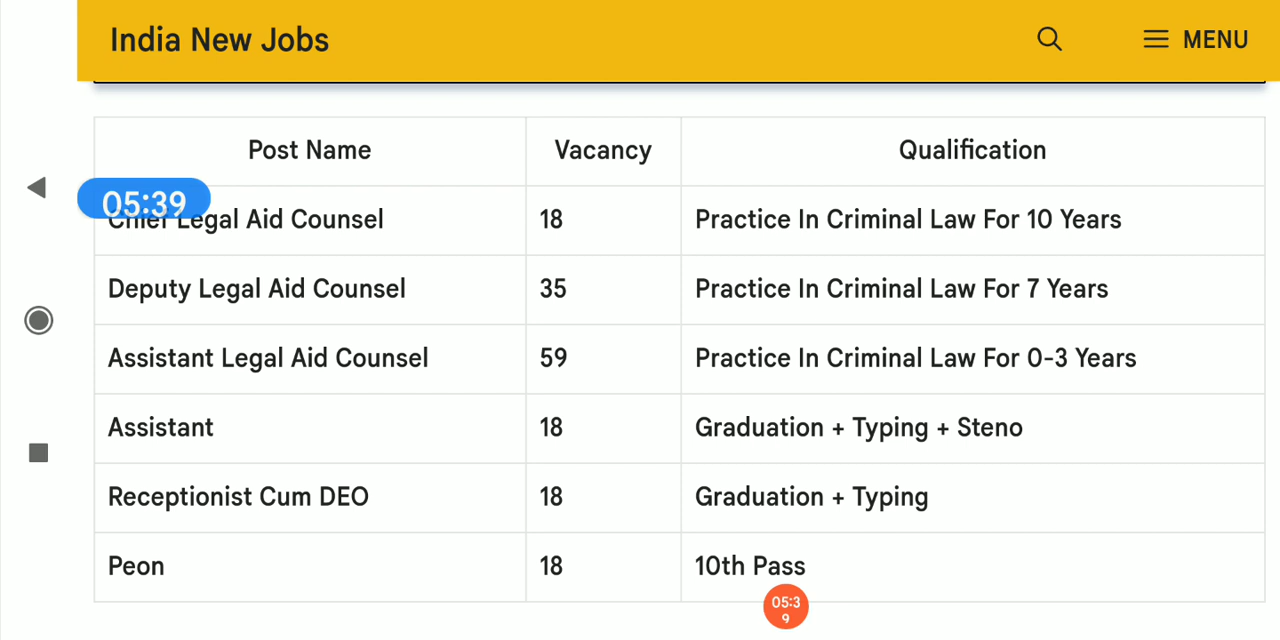 India New Jobs
MENU
Post Name Vacancy Qualification
05:39
Chief Legal Aid Counsel 18 Practice In Criminal Law For 10 Years
Deputy Legal Aid Counsel 35 Practice In Criminal Law For 7 Years
Assistant Legal Aid Counsel 59 Practice In Criminal Law For 0-3 Years
Assistant 18 Graduation + Typing + Steno
Receptionist Cum DEO 18 Graduation + Typing
Peon 18 10th Pass
05:3
9